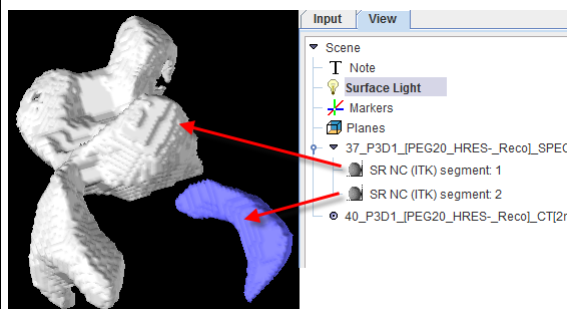 Input View
Scene
Note
Surface Light
Markers
Planes
37_P3D1_[PEG20_HRES-_Reco]_SPEC
SR NC (ITK) segment: 1
SR NC (ITK) segment: 2
40_P3D1_[PEG20_HRES-_Reco]_CT[2n